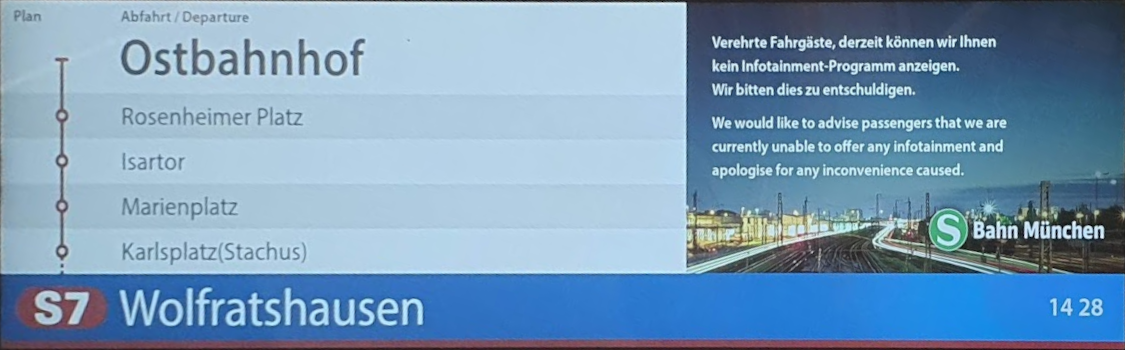 Plan
Abfahrt / Departure
Ostbahnhof
Rosenheimer Platz
Isartor
Marienplatz
Karlsplatz(Stachus)
Verehrte Fahrgäste, derzeit können wir Ihnen
kein Infotainment-Programm anzeigen.
Wir bitten dies zu entschuldigen.
We would like to advise passengers that we are
currently unable to offer any infotainment and
apologise for any inconvenience caused.
S Bahn München
S7 Wolfratshausen
14 28